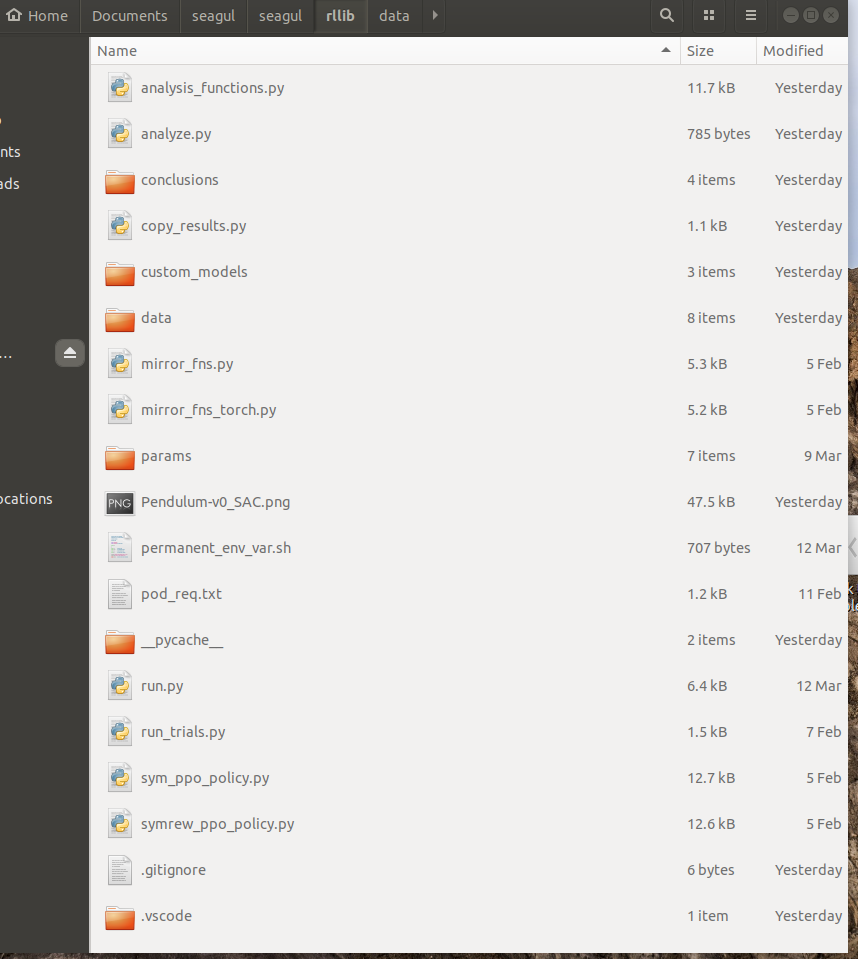 Home Documents seagul seagul rllib data
Name Size Modified
analysis_functions.py 11.7 kB Yesterday
analyze.py 785 bytes Yesterday
nts
conclusions 4 items Yesterday
ads
copy_results.py 1.1 kB Yesterday
custom_models 3 items Yesterday
data 8 items Yesterday
...
mirror_fns.py 5.3 kB 5 Feb
mirror_fns_torch.py 5.2 kB 5 Feb
params 7 items 9 Mar
ocations
PNG Pendulum-v0_SAC.png 47.5 kB Yesterday
permanent_env_var.sh 707 bytes 12 Mar
pod_req.txt 1.2 kB 11 Feb
__pycache__ 2 items Yesterday
run.py 6.4 kB 12 Mar
run_trials.py 1.5 kB 7 Feb
sym_ppo_policy.py 12.7 kB 5 Feb
symrew_ppo_policy.py 12.6 kB 5 Feb
.gitignore 6 bytes Yesterday
.vscode 1 item Yesterday